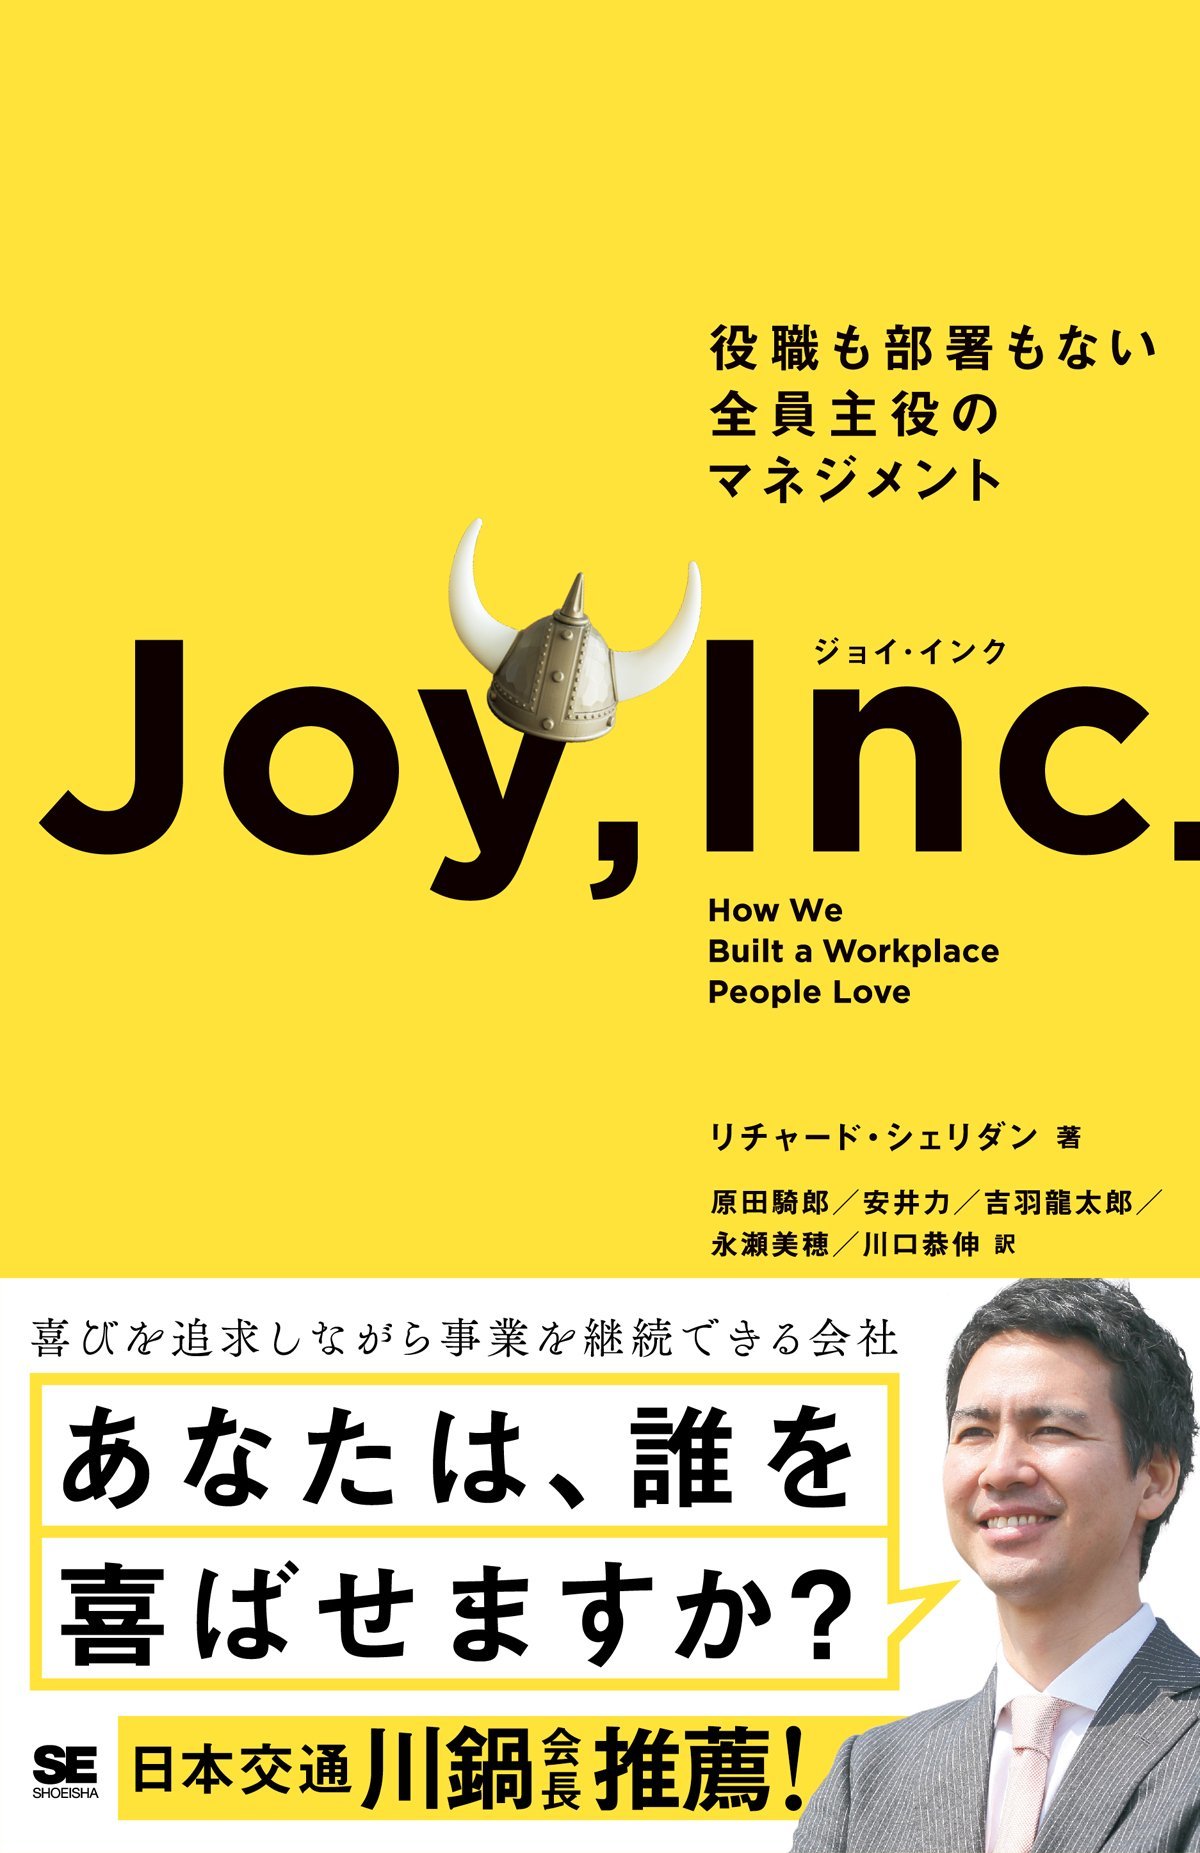 役職も部署もない
全員主役の
マネジメント
ジョイ・インク
Joy, Inc.
How We
Built a Workplace
People Love
リチャード・シェリダン 著
原田騎郎／安井力／吉羽龍太郎／
永瀬美穂／川口恭伸 訳
喜びを追求しながら事業を継続できる会社
あなたは、誰を
喜ばせますか?
日本交通川鍋会長推薦!
SE
SHOEISHA